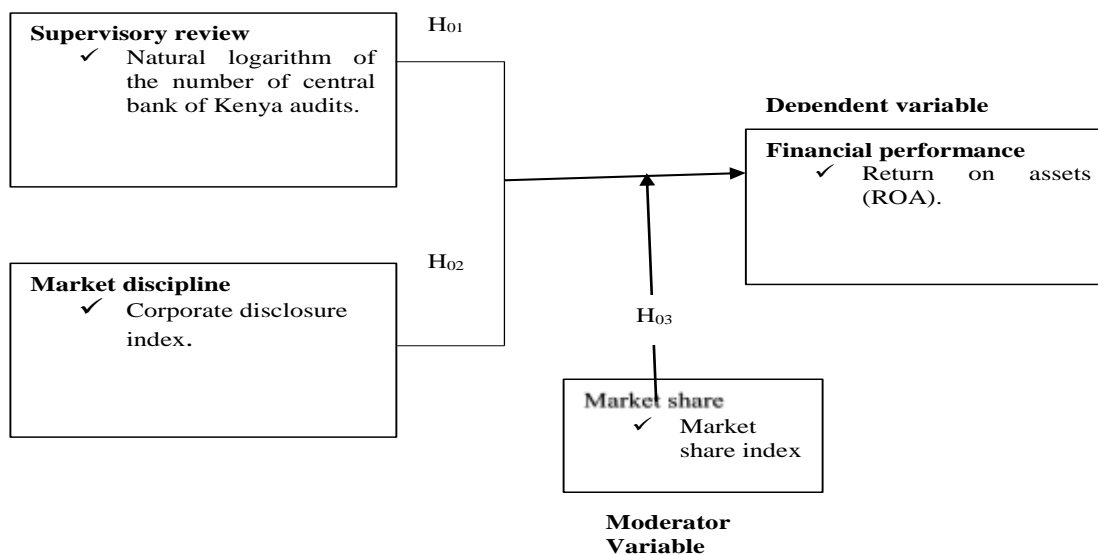 H01
Supervisory review
✓ Natural logarithm of
the number of central
bank of Kenya audits.
Dependent variable
Financial performance
✓ Return on assets
(ROA).
H02
Market discipline
✓ Corporate disclosure
index.
H03
Market share
✓ Market
share index
Moderator
Variable